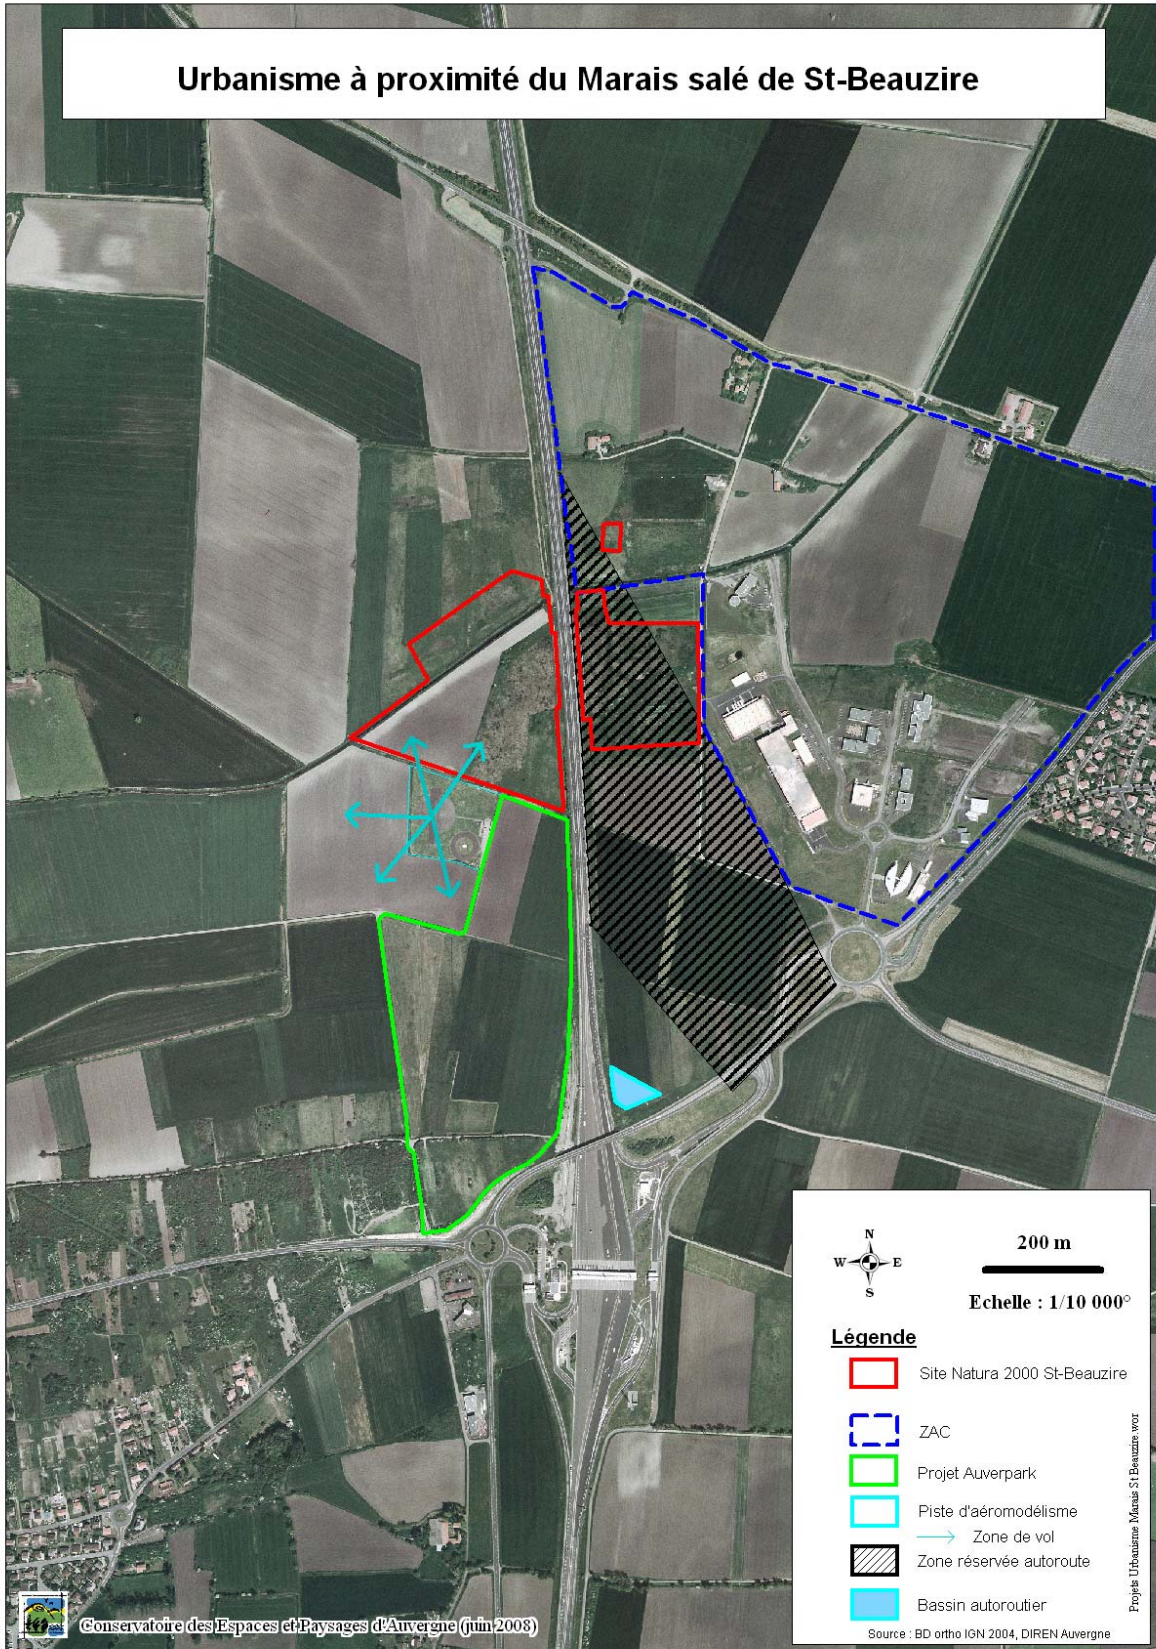 Urbanisme à proximité du Marais salé de St-Beauzire
N
W E
S
200 m
Echelle : 1/10 000°
Légende
Site Natura 2000 St-Beauzire
ZAC
Projet Auverpark
Piste d'aéromodélisme
Zone de vol
Zone réservée autoroute
Bassin autoroutier
Projets Urbanisme Marais St Beauzire.wor
Source : BD ortho IGN 2004, DIREN Auvergne
Conservatoire des Espaces et Paysages d'Auvergne (juin 2008)